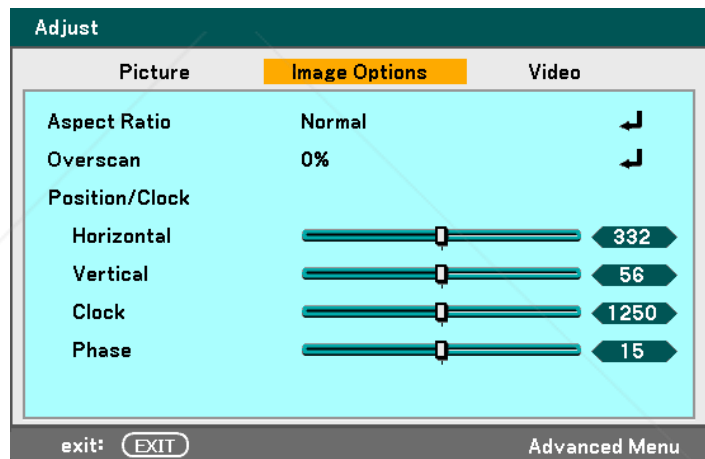 Adjust
Picture Image Options Video
Aspect Ratio Normal
Overscan 0%
Position/Clock
Horizontal 332
Vertical 56
Clock 1250
Phase 15
exit: EXIT Advanced Menu